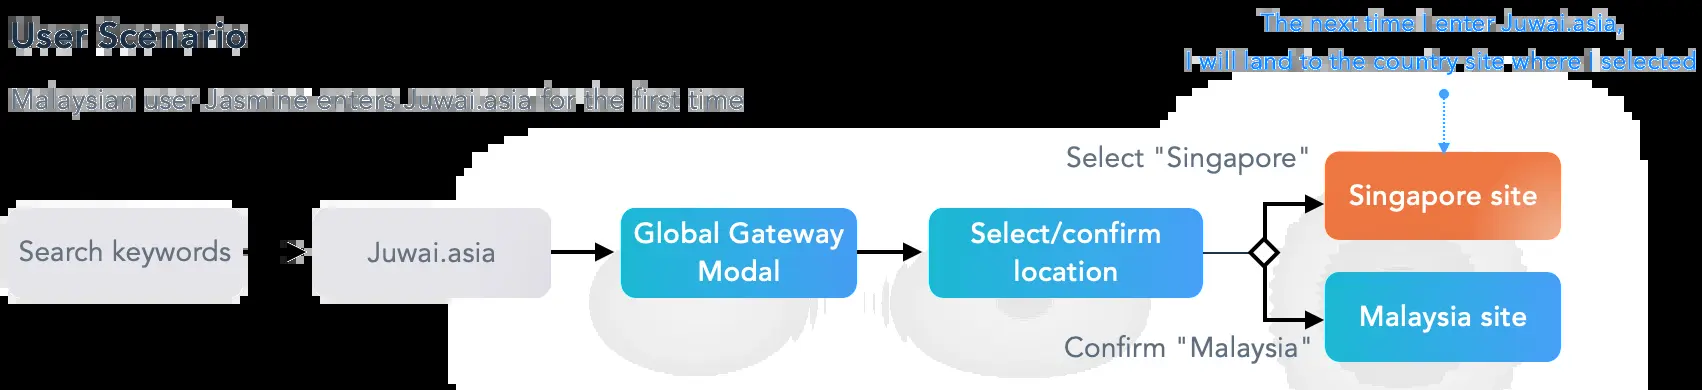 User Scenario
Malaysian user Jasmine enters Juwai.asia for the first time
The next time I enter Juwai.asia,
I will land to the country site where I selected
Search keywords
Juwai.asia
Global Gateway
Modal
Select/confirm
location
Select "Singapore"
Singapore site
Confirm "Malaysia"
Malaysia site